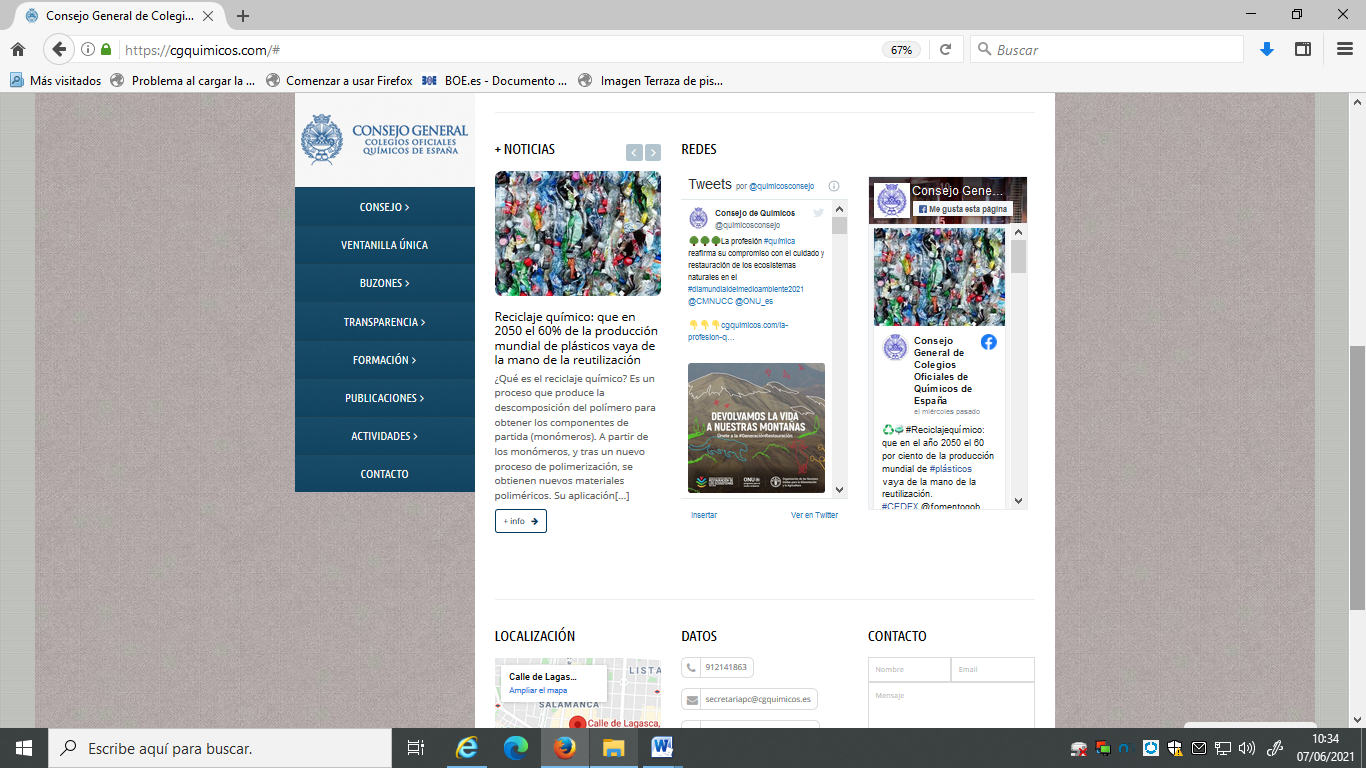 Consejo General de Colegi...
https://cgquimicos.com/#
67%
Buscar
Más visitados
Problema al cargar la ...
Comenzar a usar Firefox
BOE.es - Documento ...
Imagen Terraza de pis...
CONSEJO GENERAL
COLEGIOS OFICIALES
QUÍMICOS DE ESPAÑA
CONSEJO >
VENTANILLA ÚNICA
BUZONES >
TRANSPARENCIA >
FORMACIÓN >
PUBLICACIONES >
ACTIVIDADES >
CONTACTO
+ NOTICIAS
Reciclaje químico: que en
2050 el 60% de la producción
mundial de plásticos vaya de
la mano de la reutilización
¿Qué es el reciclaje químico? Es un
proceso que produce la
descomposición del polímero para
obtener los componentes de
partida (monómeros). A partir de
los monómeros, y tras un nuevo
proceso de polimerización, se
obtienen nuevos materiales
poliméricos. Su aplicación[...]
+ info
REDES
Tweets por @quimicosconsejo
Consejo de Quimicos
@quimicosconsejo
🌳🌳🌳La profesión #química
reafirma su compromiso con el cuidado y
restauración de los ecosistemas
naturales en el
#diamundialdelmedioambiente2021
@CMNUCC @ONU_es
👇👇👇cgquimicos.com/la-
profesion-q...
DEVOLVAMOS LA VIDA
A NUESTRAS MONTAÑAS
Únete a la #GeneraciónRestauración
Insertar
Ver en Twitter
Consejo Gene...
Me gusta esta página
Consejo
General de
Colegios
Oficiales de
Químicos de
España
el miércoles pasado
#Reciclajequímico:
que en el año 2050 el 60
por ciento de la producción
mundial de #plásticos
vaya de la mano de la
reutilización.
#CEDEX @fomentogob
LOCALIZACIÓN
Calle de Lagas...
Ampliar el mapa
LISTA
SALAMANCA
Calle de Lagasca,
DATOS
912141863
secretariapc@cgquimicos.es
CONTACTO
Nombre
Email
Mensaje
Escribe aquí para buscar.
10:34
07/06/2021